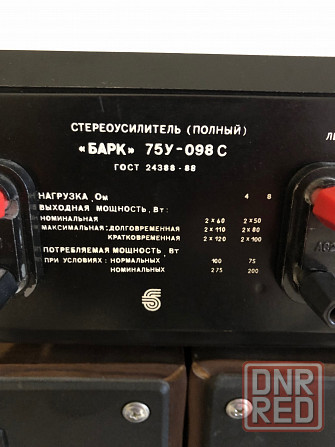 СТЕРЕОУСИЛИТЕЛЬ (ПОЛНЫЙ)
«БАРК» 75У-098 С
ГОСТ 24388-88
НАГРУЗКА, Ом 4 8
ВЫХОДНАЯ МОЩНОСТЬ, Вт:
НОМИНАЛЬНАЯ 2×60 2×50
МАКСИМАЛЬНАЯ: ДОЛГОВРЕМЕННАЯ 2×110 2×80
КРАТКОВРЕМЕННАЯ 2×120 2×100
ПОТРЕБЛЯЕМАЯ МОЩНОСТЬ, Вт
ПРИ УСЛОВИЯХ: НОРМАЛЬНЫХ 100 75
НОМИНАЛЬНЫХ 275 200
DNR
RED